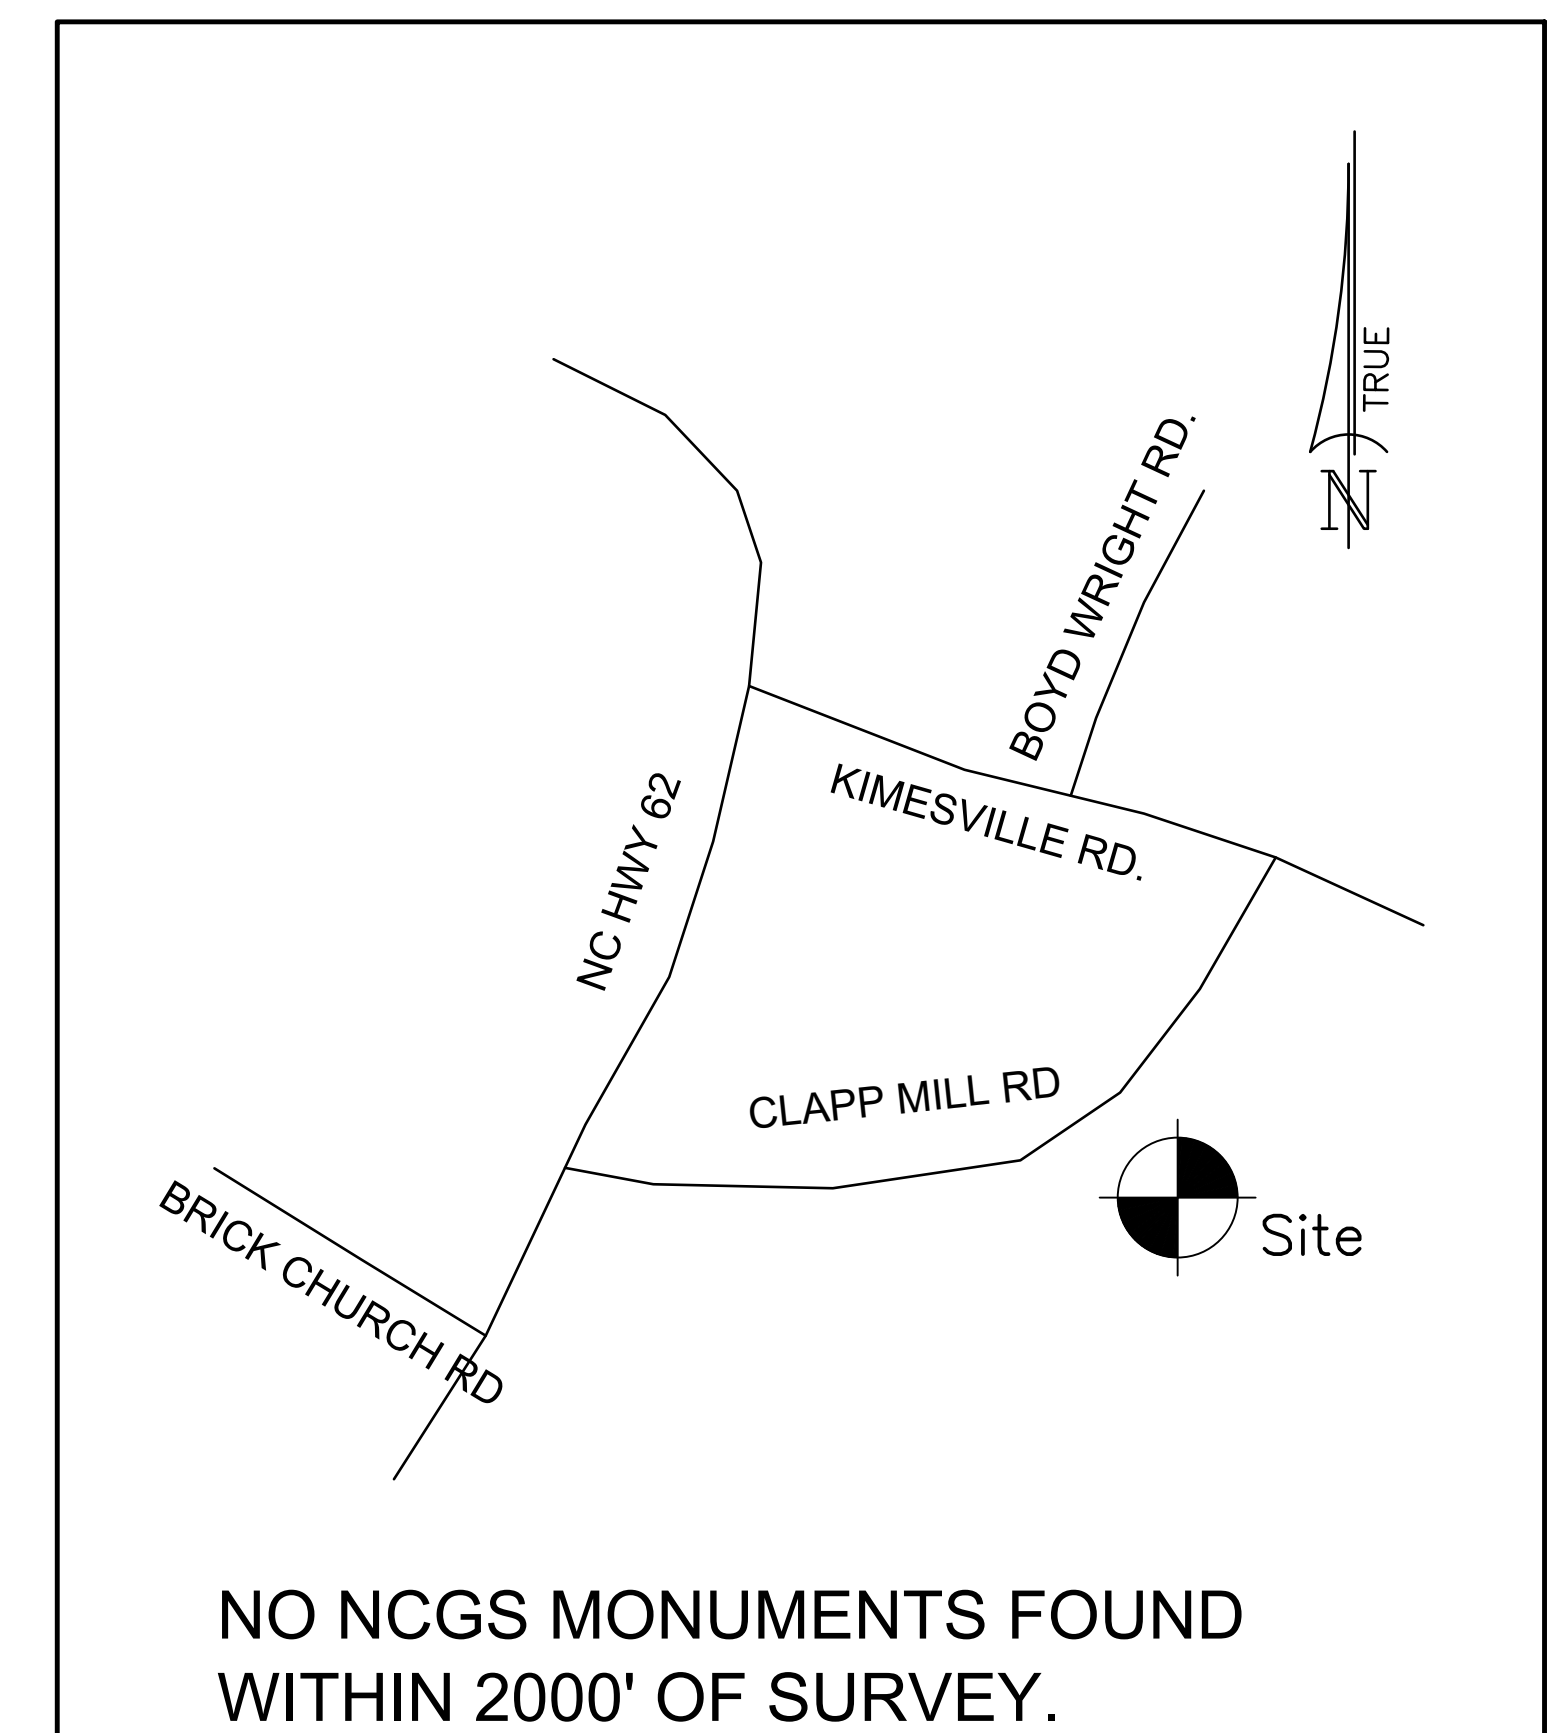 TRUE
N
BOYD WRIGHT RD.
KIMESVILLE RD.
NC HWY 62
CLAPP MILL RD
BRICK CHURCH RD
Site
NO NCGS MONUMENTS FOUND
WITHIN 2000' OF SURVEY.